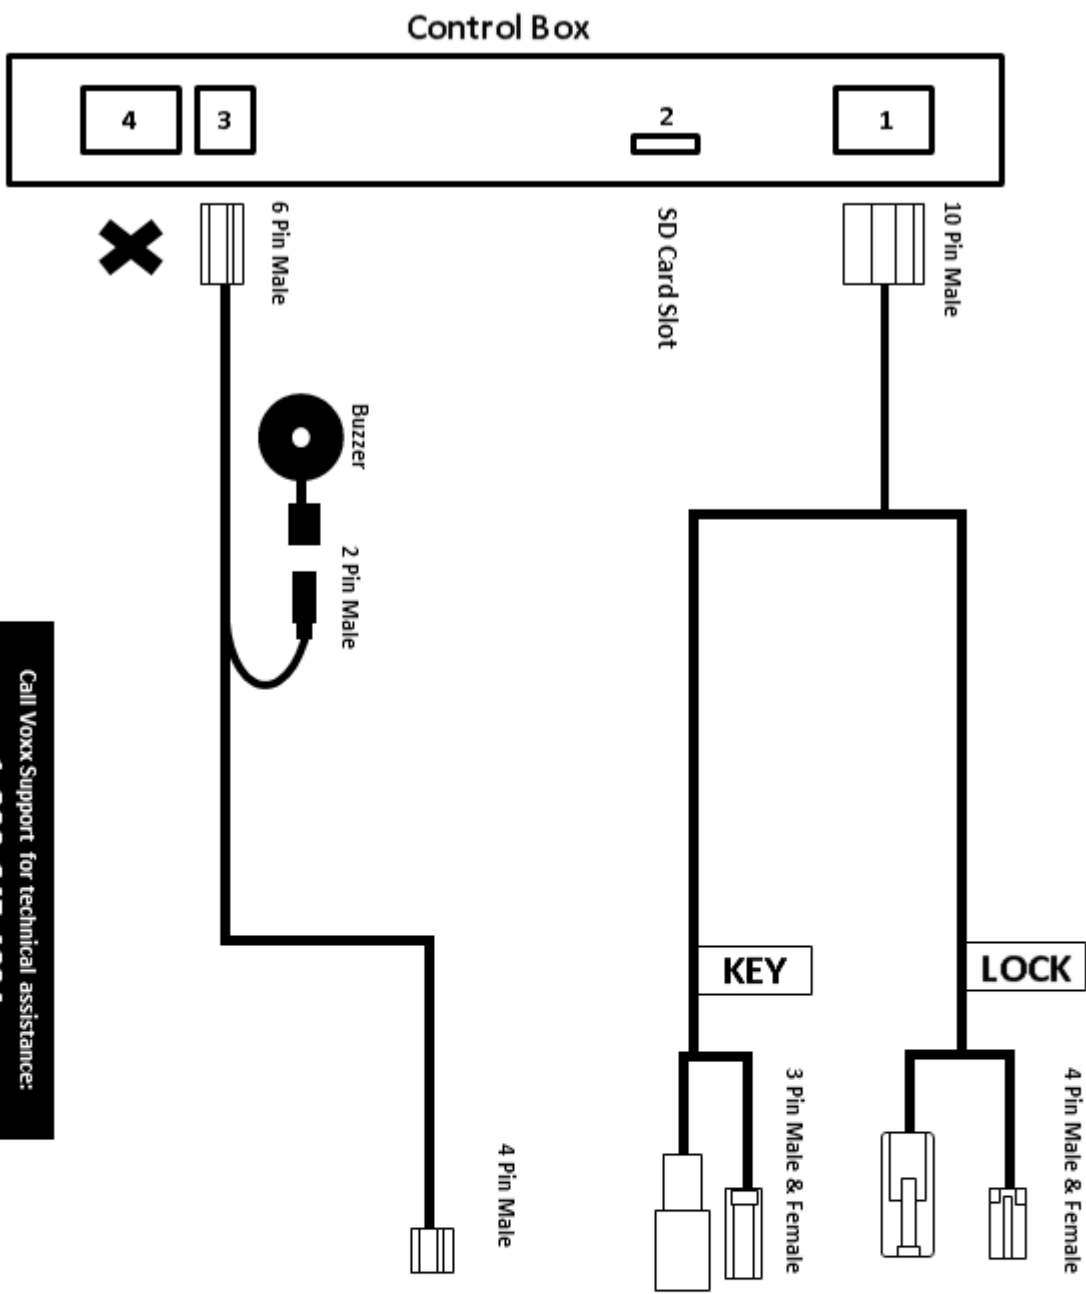 Control Box
4
3
2
1
6 Pin Male
SD Card Slot
10 Pin Male
Buzzer
2 Pin Male
Call Voxx Support for technical assistance:
KEY
LOCK
3 Pin Male & Female
4 Pin Male & Female
4 Pin Male